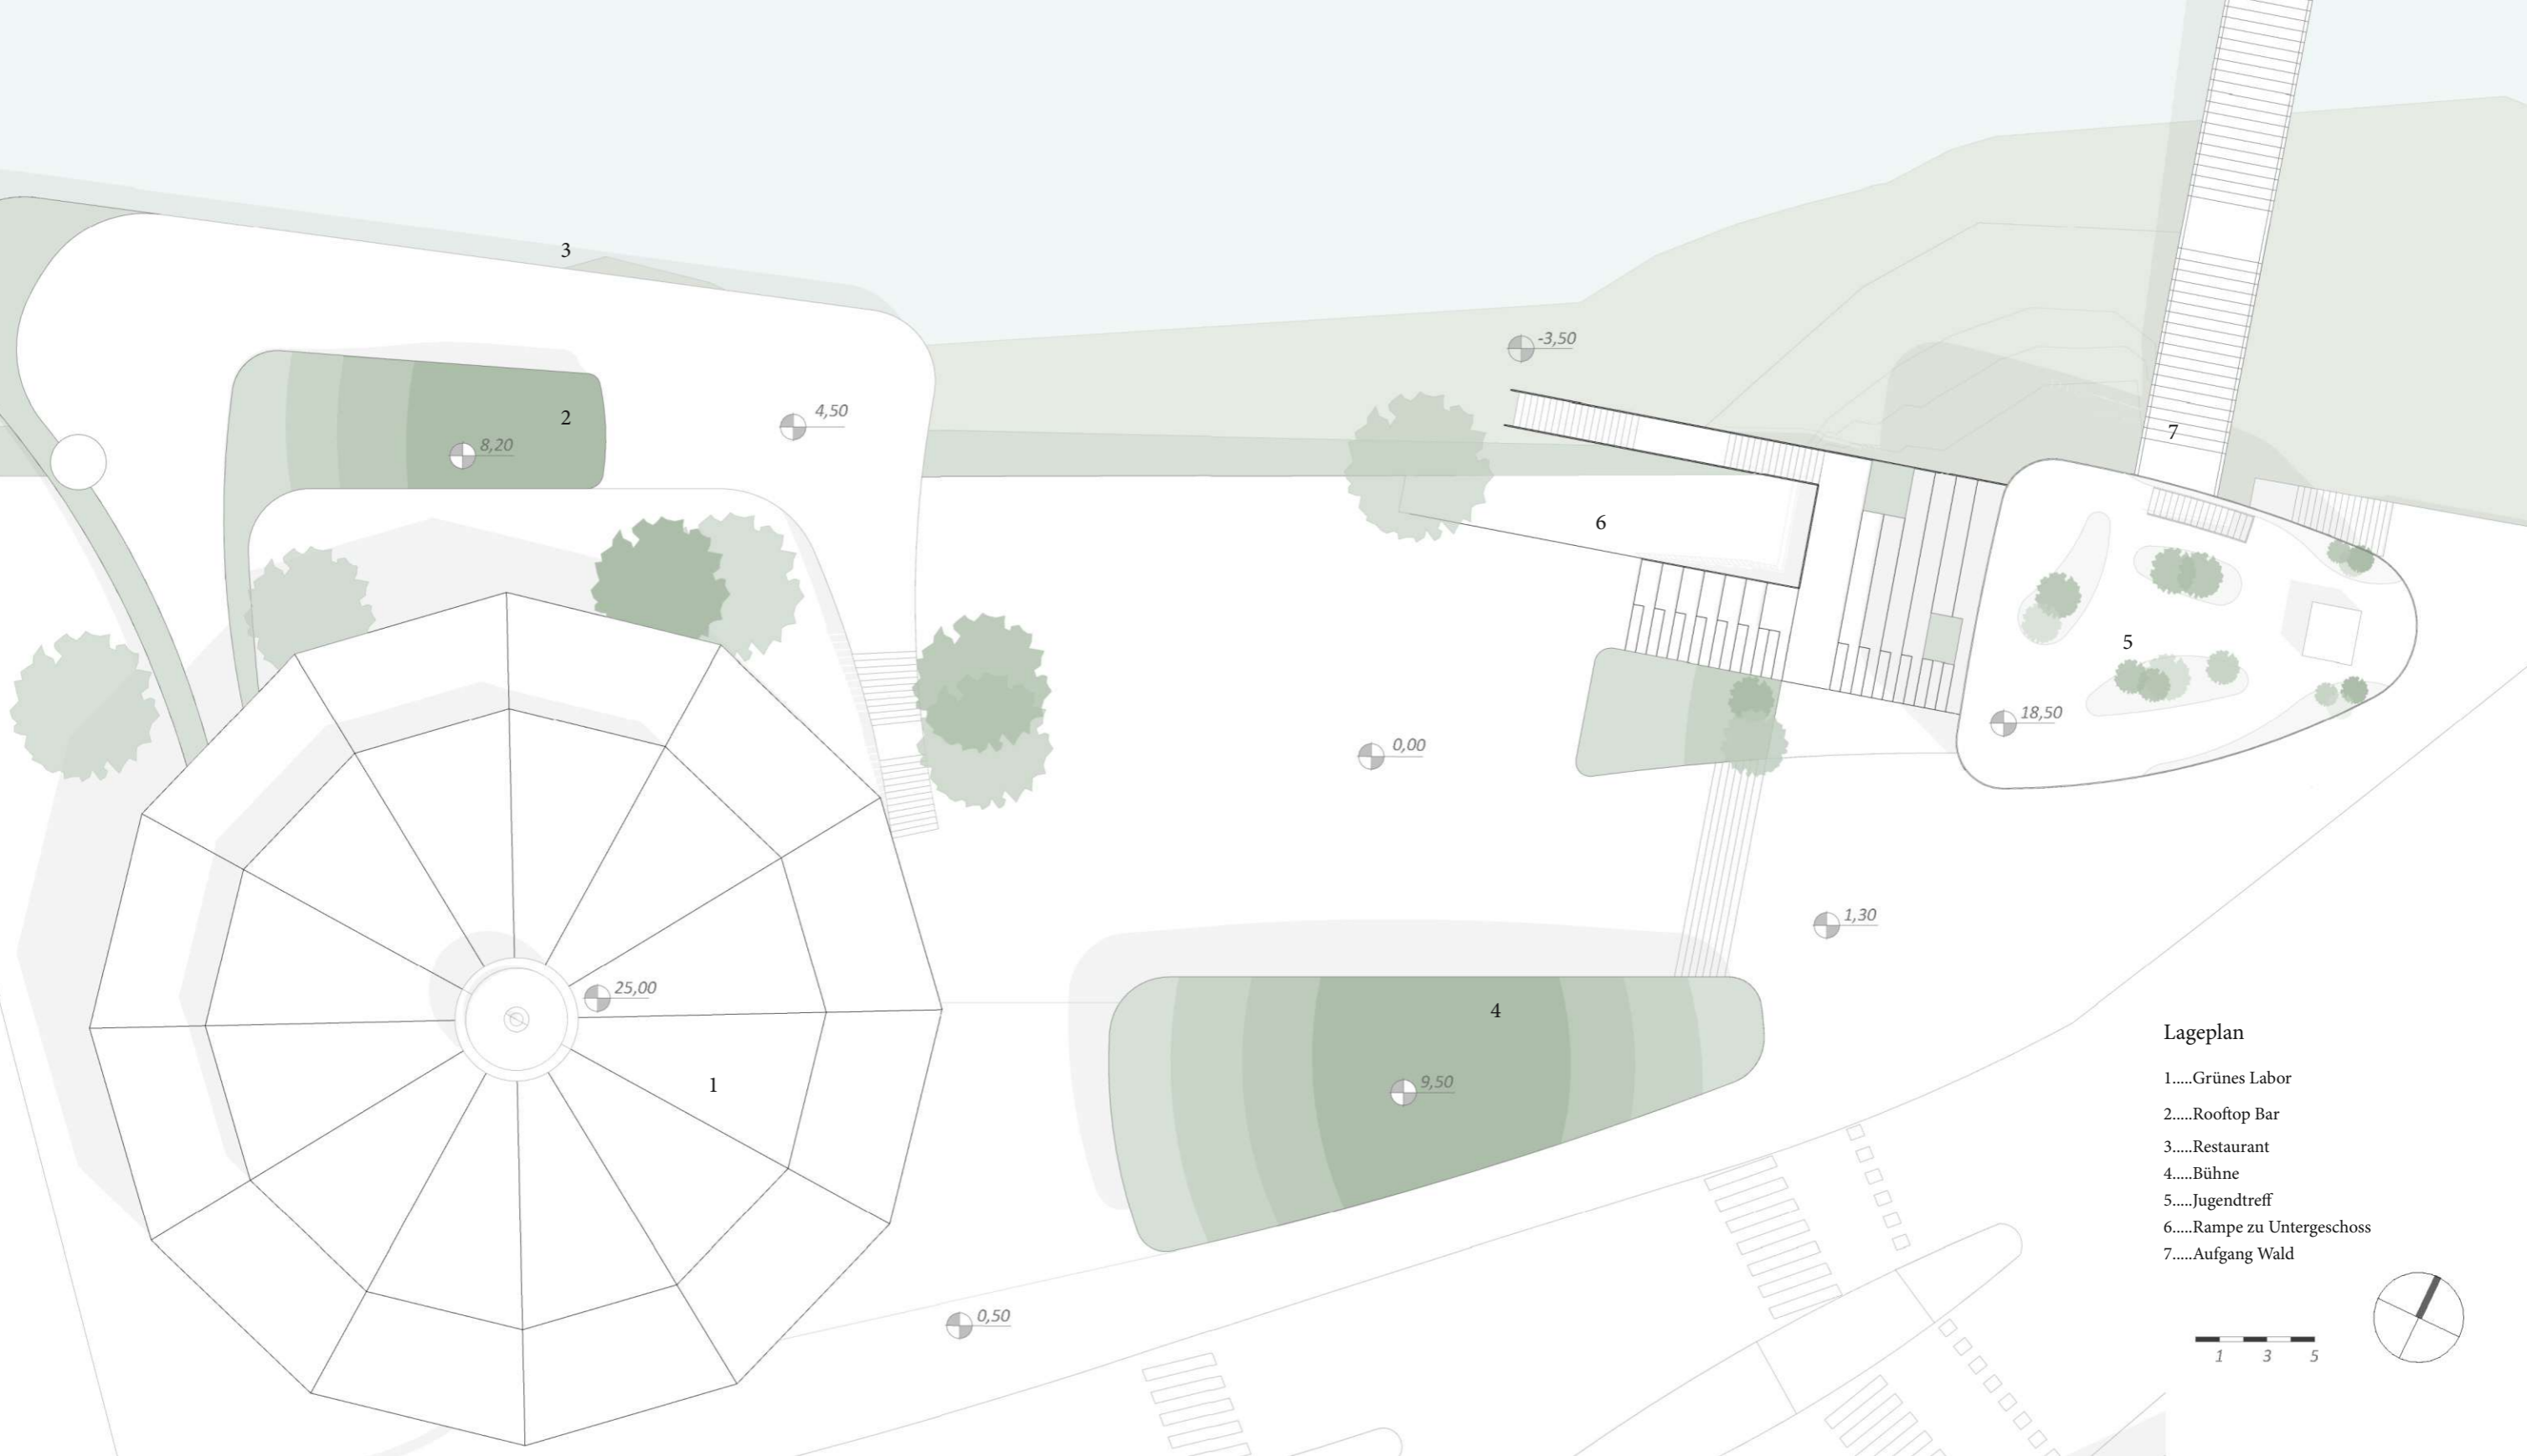 3
-3,50
4,50
2
8,20
7
6
5
18,50
0,00
1,30
25,00
4
9,50
1
0,50
Lageplan
1.....Grünes Labor
2.....Rooftop Bar
3.....Restaurant
4.....Bühne
5.....Jugendtreff
6.....Rampe zu Untergeschoss
7.....Aufgang Wald
1 3 5